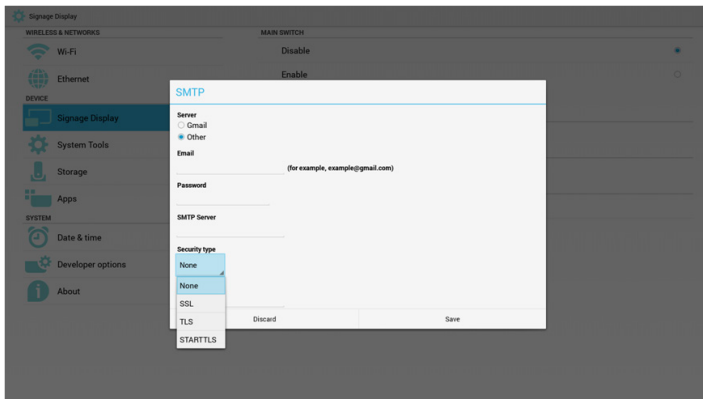 Signage Display
WIRELESS & NETWORKS
Wi-Fi
Ethernet
DEVICE
Signage Display
System Tools
Storage
Apps
SYSTEM
Date & time
Developer options
About
MAIN SWITCH
Disable
Enable
SMTP
Server
Gmail
Other
Email
(for example, example@gmail.com)
Password
SMTP Server
Security type
None
None
SSL
TLS
STARTTLS
Discard
Save